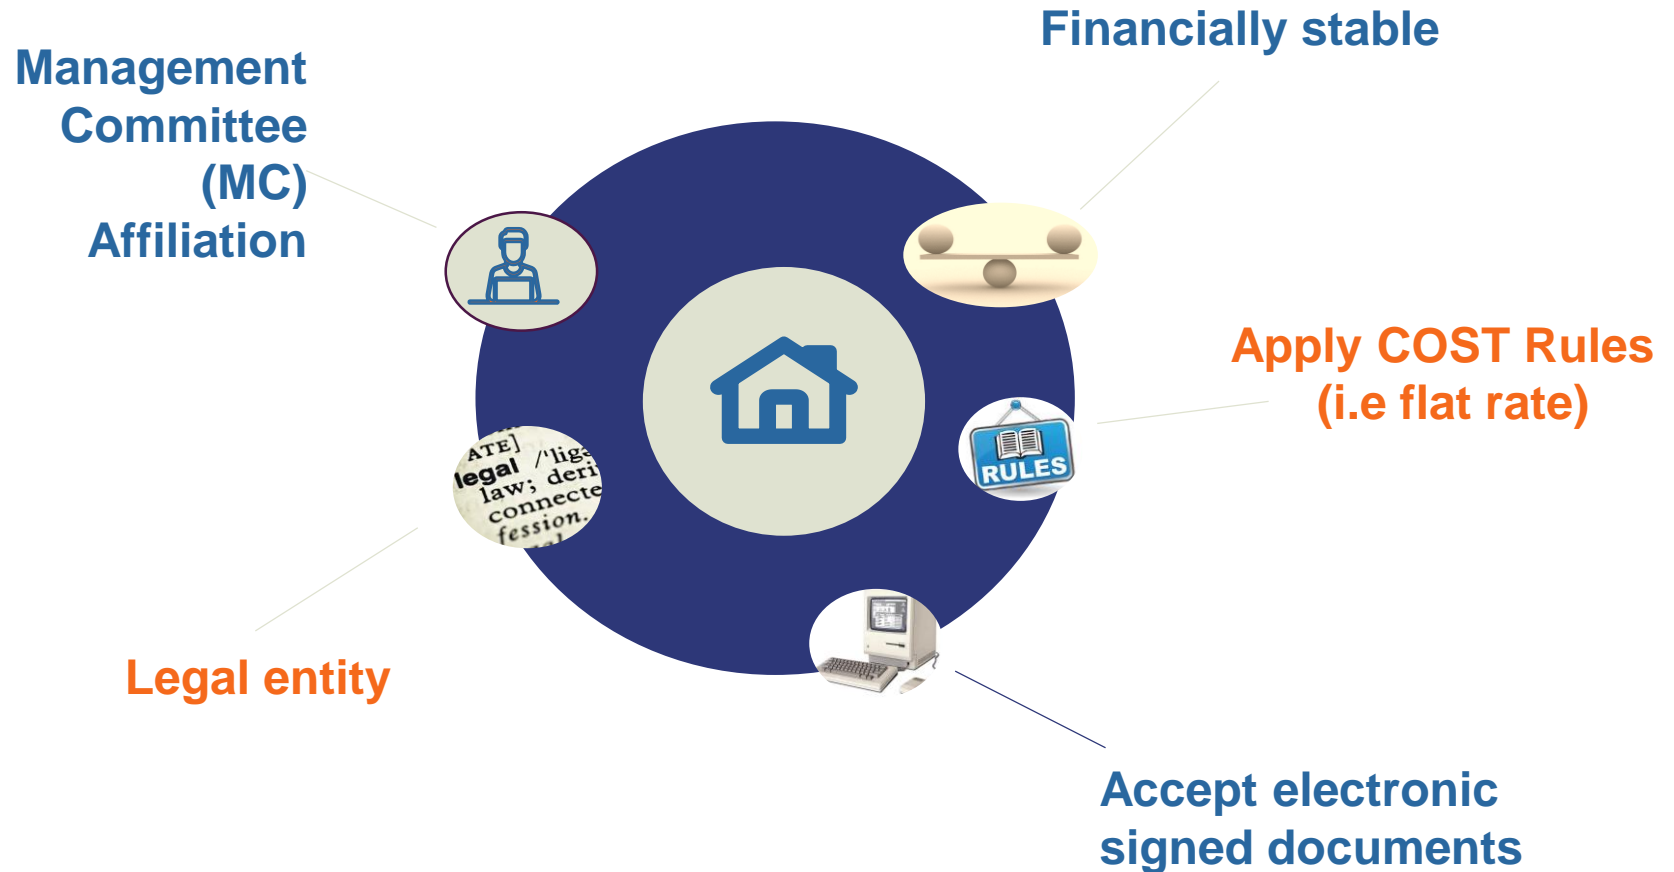 Financially stable
Management
Committee
(MC)
Affiliation
Apply COST Rules
(i.e flat rate)
RULES
ATE]
legal /'liga
law; deri
connecte
fession.
Legal entity
Accept electronic
signed documents